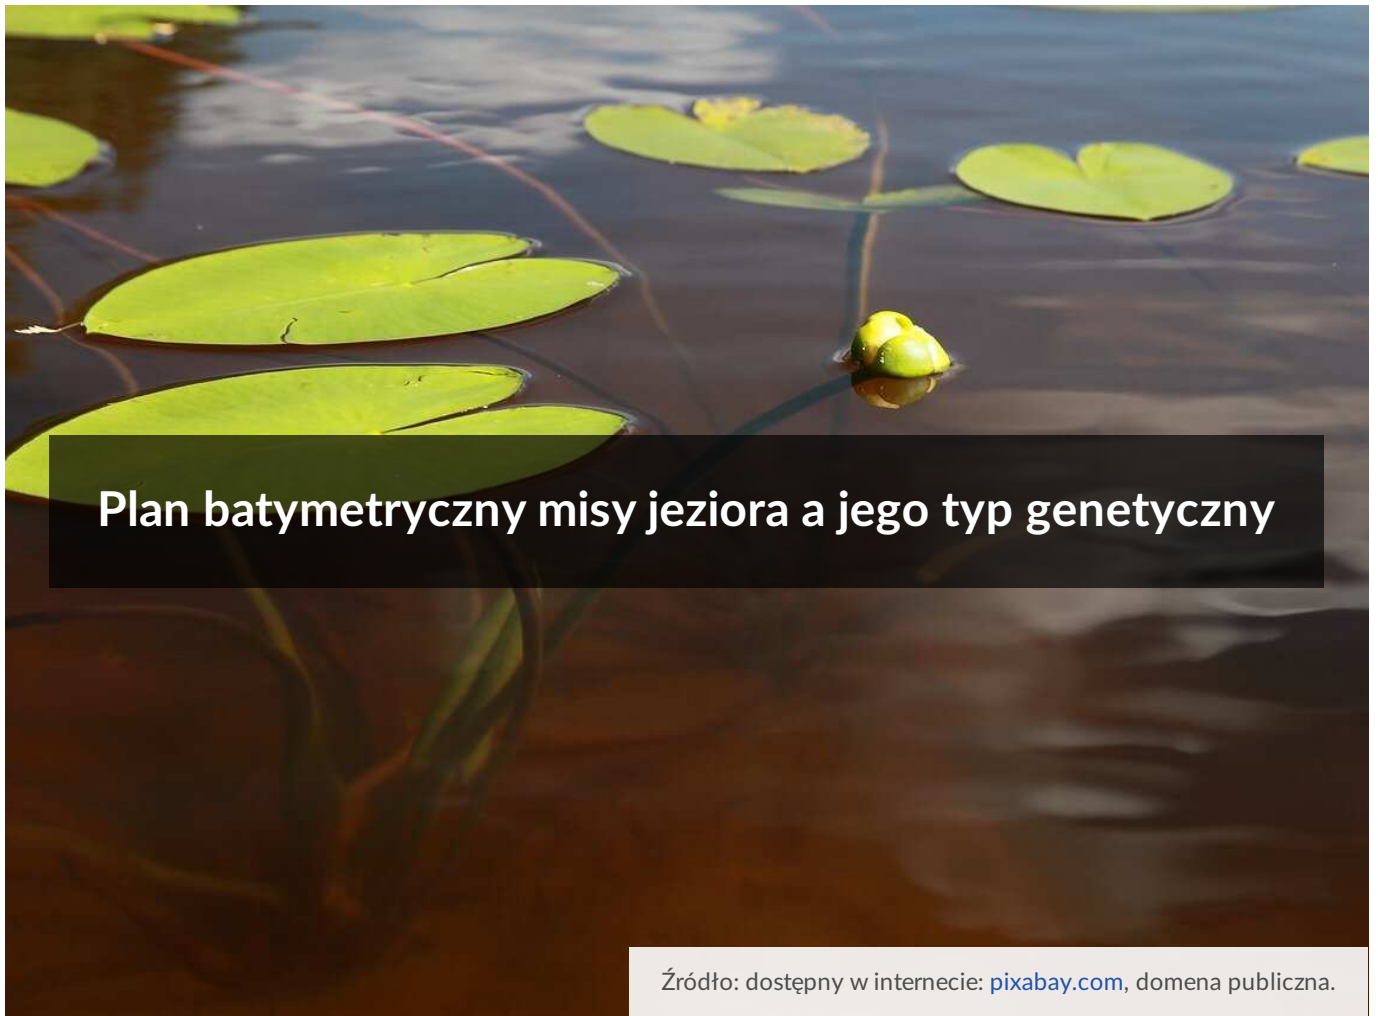 Plan batymetryczny misy jeziora a jego typ genetyczny
Źródło: dostępny w internecie: pixabay.com, domena publiczna.